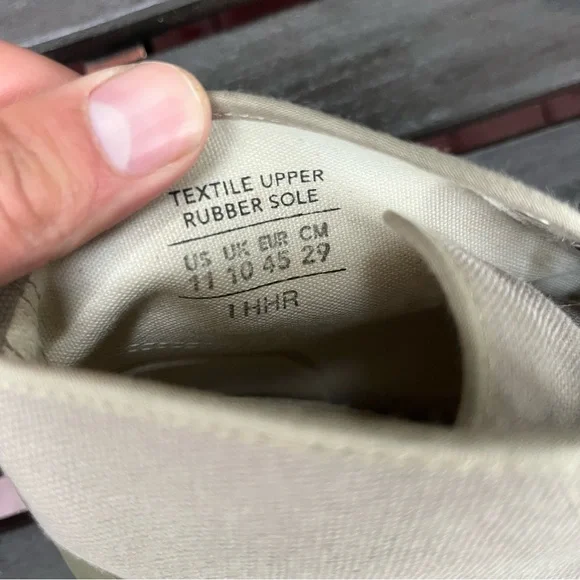 TEXTILE UPPER
RUBBER SOLE
US UK EUR CM
11 10 45 29
1HHR